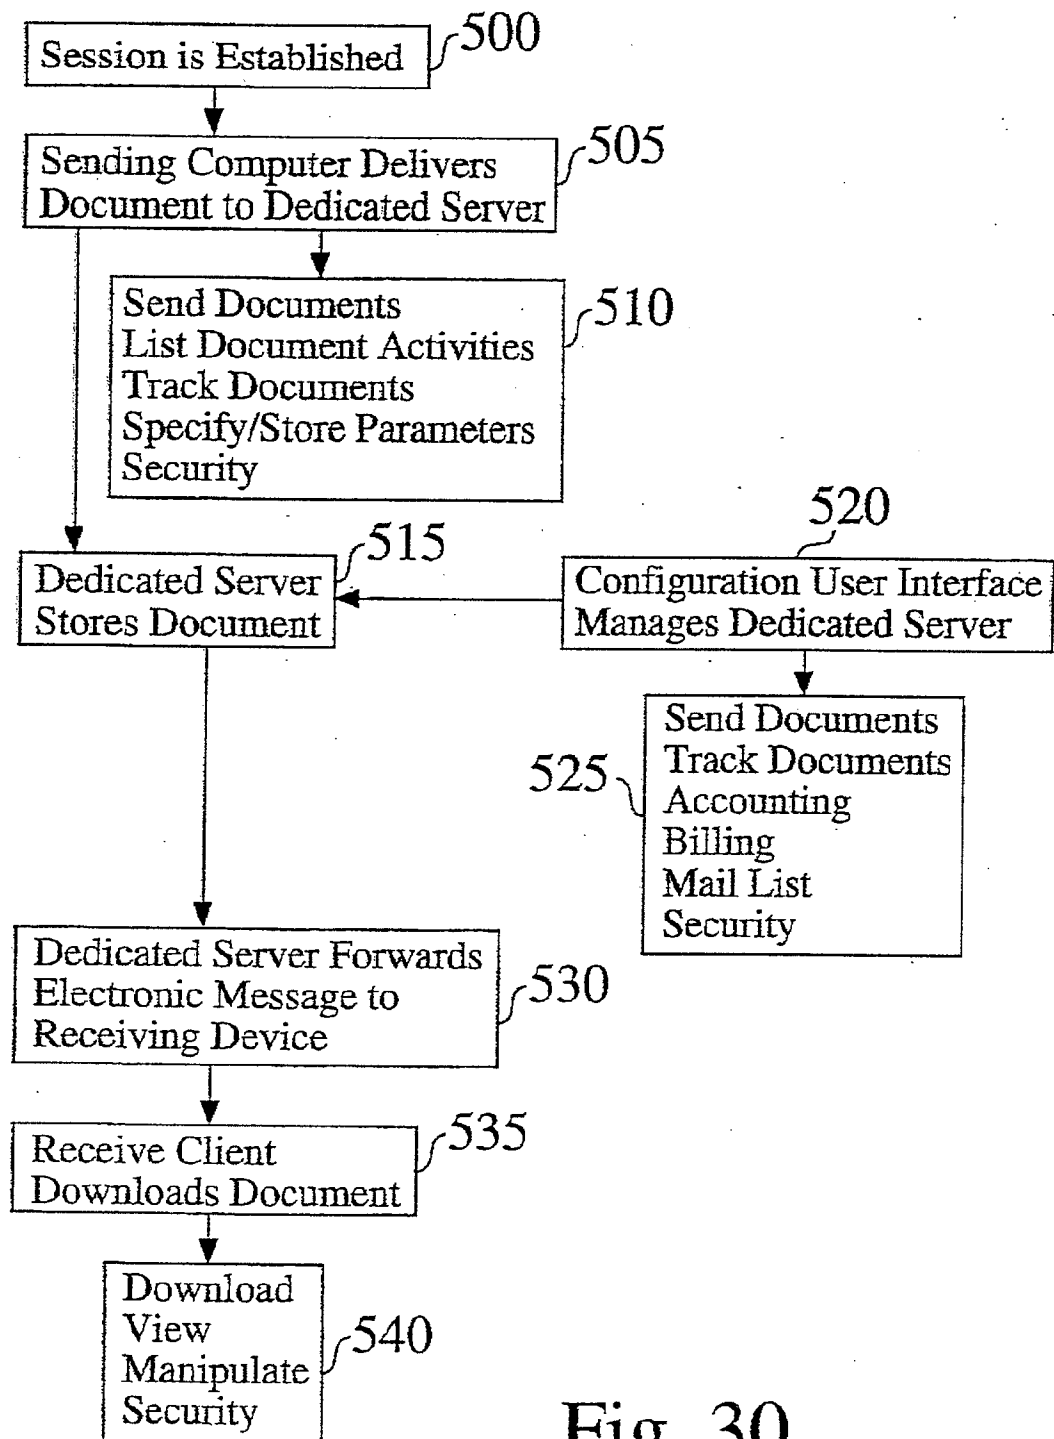 Session is Established
500
Sending Computer Delivers
Document to Dedicated Server
505
Send Documents
List Document Activities
Track Documents
Specify/Store Parameters
Security
510
Dedicated Server
Stores Document
515
520
Configuration User Interface
Manages Dedicated Server
Send Documents
Track Documents
Accounting
Billing
Mail List
Security
525
Dedicated Server Forwards
Electronic Message to
Receiving Device
530
Receive Client
Downloads Document
535
Download
View
Manipulate
Security
540
Fig. 30